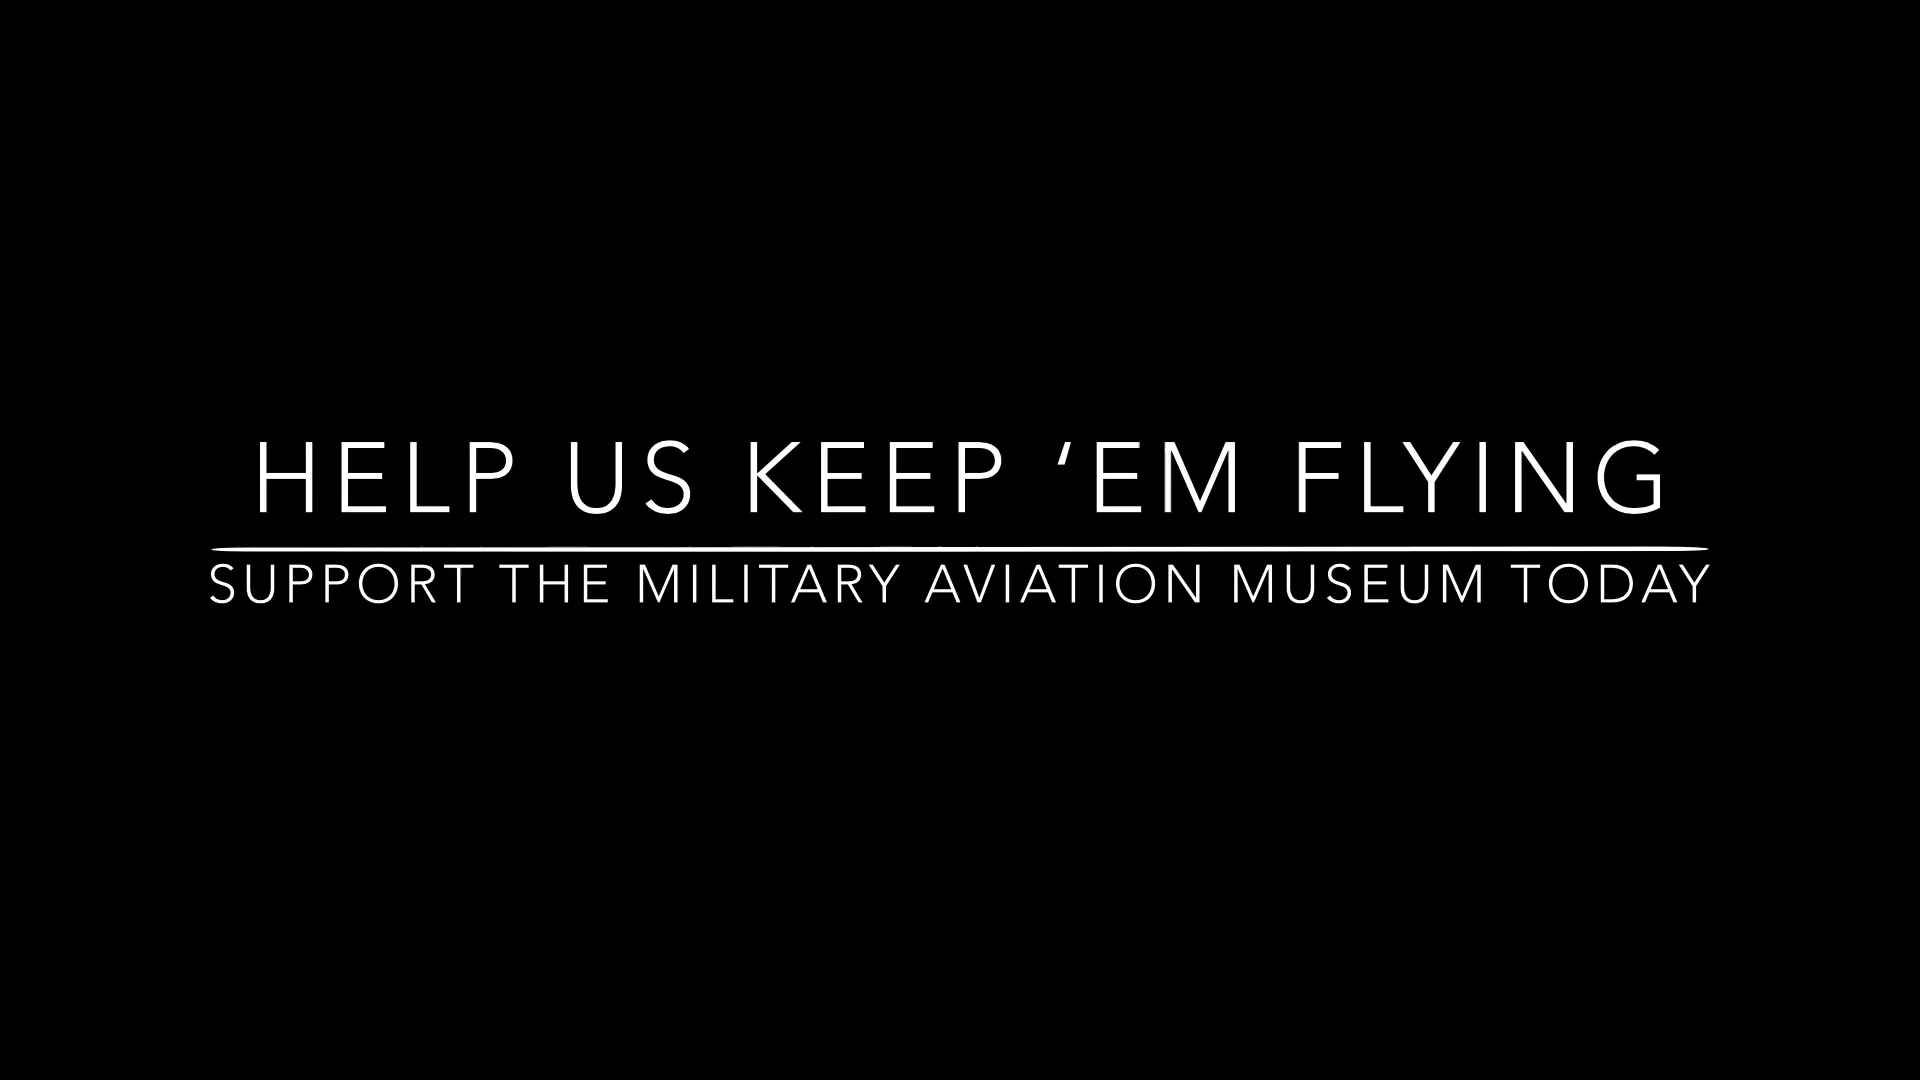 HELP US KEEP ‘EM FLYING
SUPPORT THE MILITARY AVIATION MUSEUM TODAY